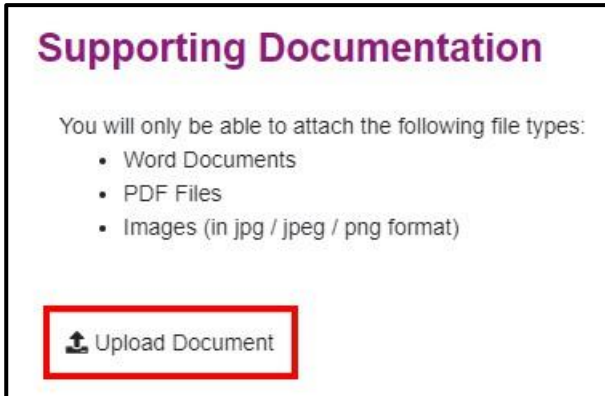 Supporting Documentation
You will only be able to attach the following file types:
• Word Documents
• PDF Files
• Images (in jpg / jpeg / png format)
Upload Document